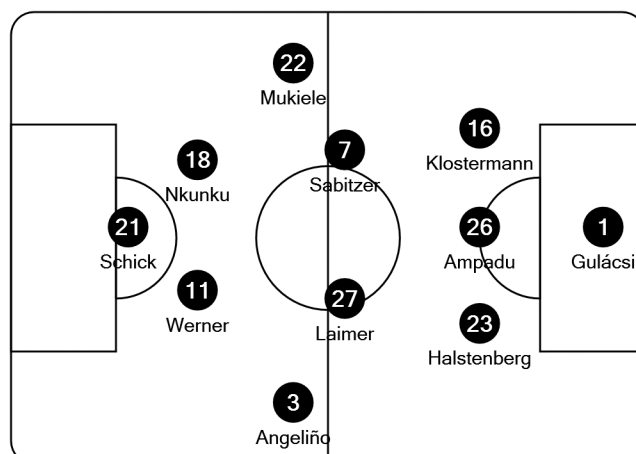 22
Mukiele
16
Klostermann
7
Sabitzer
18
Nkunku
21
Schick
26
Ampadu
1
Gulácsi
11
Werner
27
Laimer
23
Halstenberg
3
Angeliño